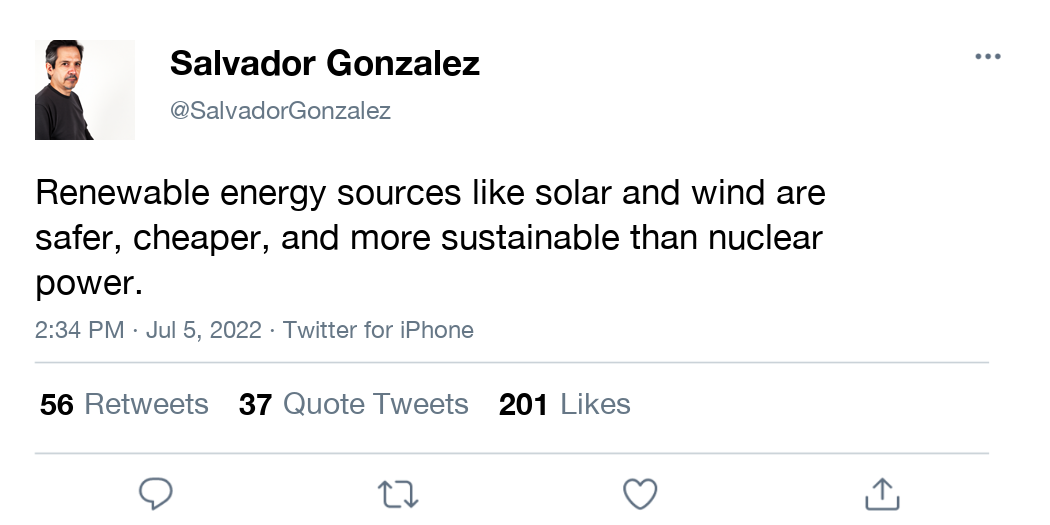 Salvador Gonzalez
@SalvadorGonzalez
Renewable energy sources like solar and wind are
safer, cheaper, and more sustainable than nuclear
power.
2:34 PM · Jul 5, 2022 · Twitter for iPhone
56 Retweets 37 Quote Tweets 201 Likes